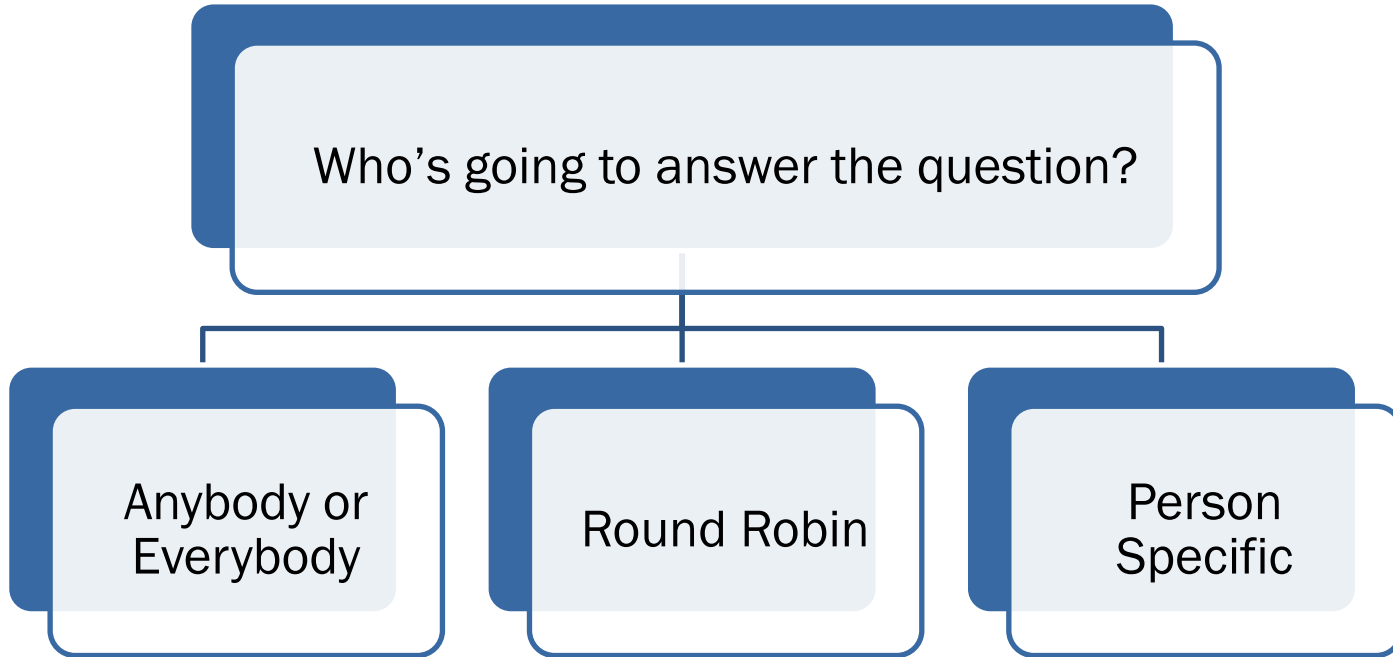 Who’s going to answer the question?
Anybody or
Everybody
Round Robin
Person
Specific